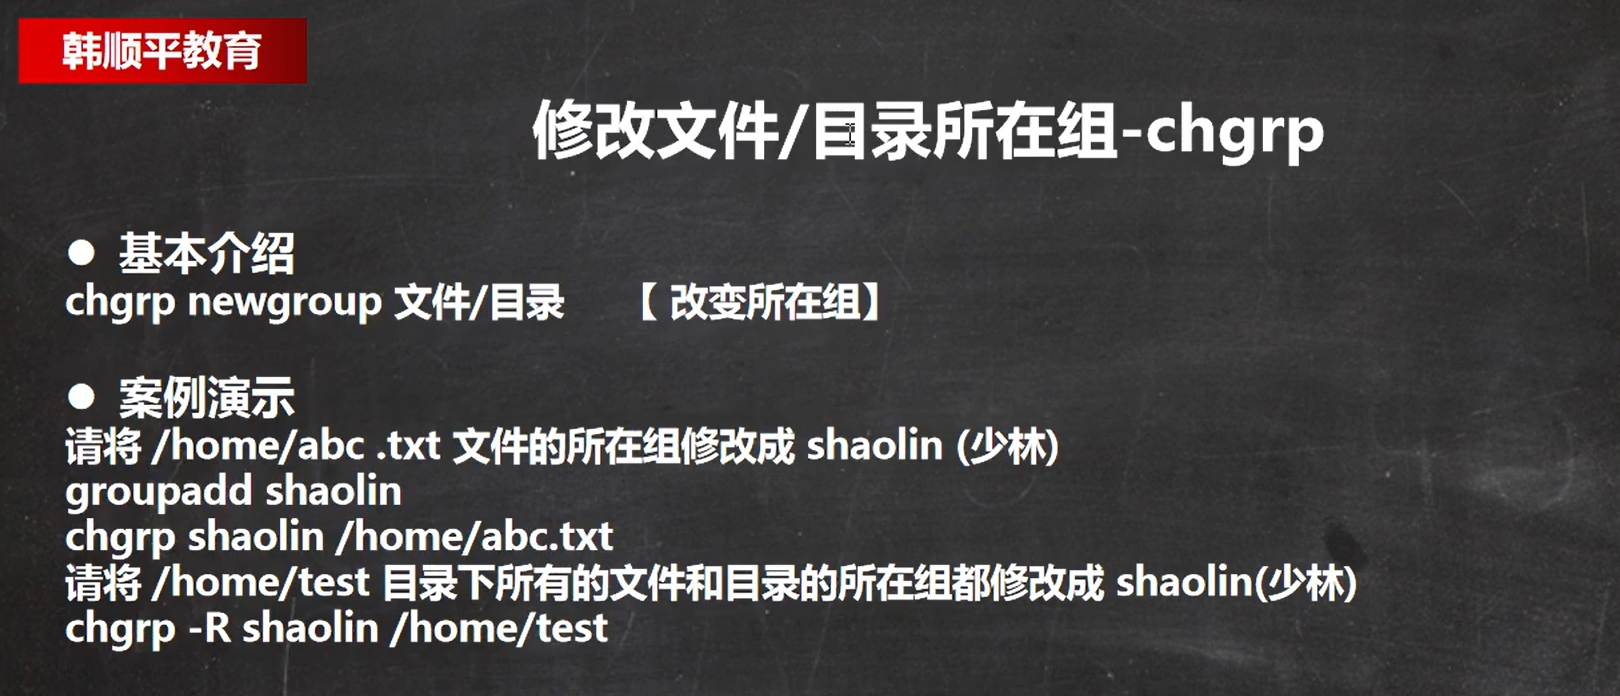 韩顺平教育
修改文件/目录所在组-chgrp
● 基本介绍
chgrp newgroup 文件/目录 【 改变所在组】
● 案例演示
请将 /home/abc .txt 文件的所在组修改成 shaolin (少林)
groupadd shaolin
chgrp shaolin /home/abc.txt
请将 /home/test 目录下所有的文件和目录的所在组都修改成 shaolin(少林)
chgrp -R shaolin /home/test